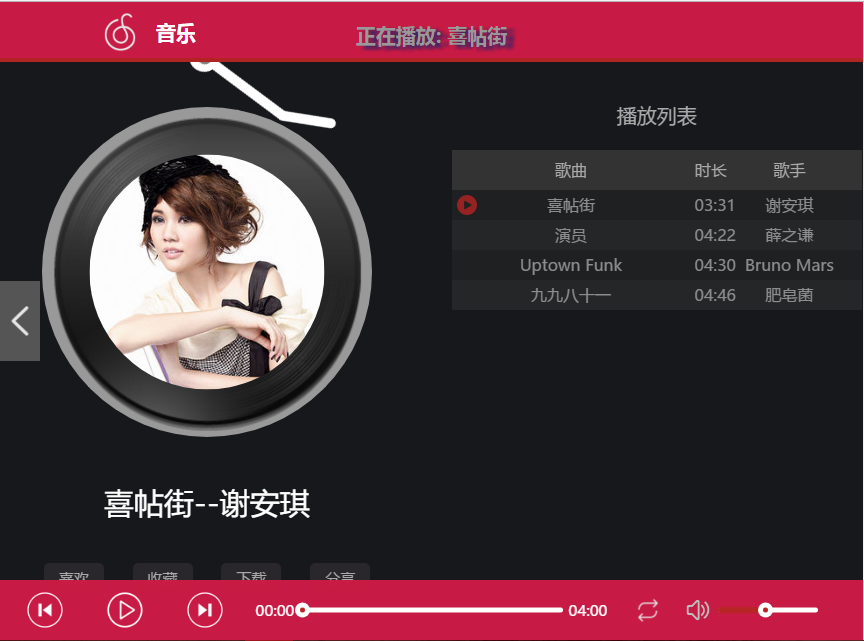 音乐
正在播放: 喜帖街
播放列表
歌曲 时长 歌手
喜帖街 03:31 谢安琪
演员 04:22 薛之谦
Uptown Funk 04:30 Bruno Mars
九九八十一 04:46 肥皂菌
喜帖街--谢安琪
喜欢 收藏 下载 分享
00:00 04:00